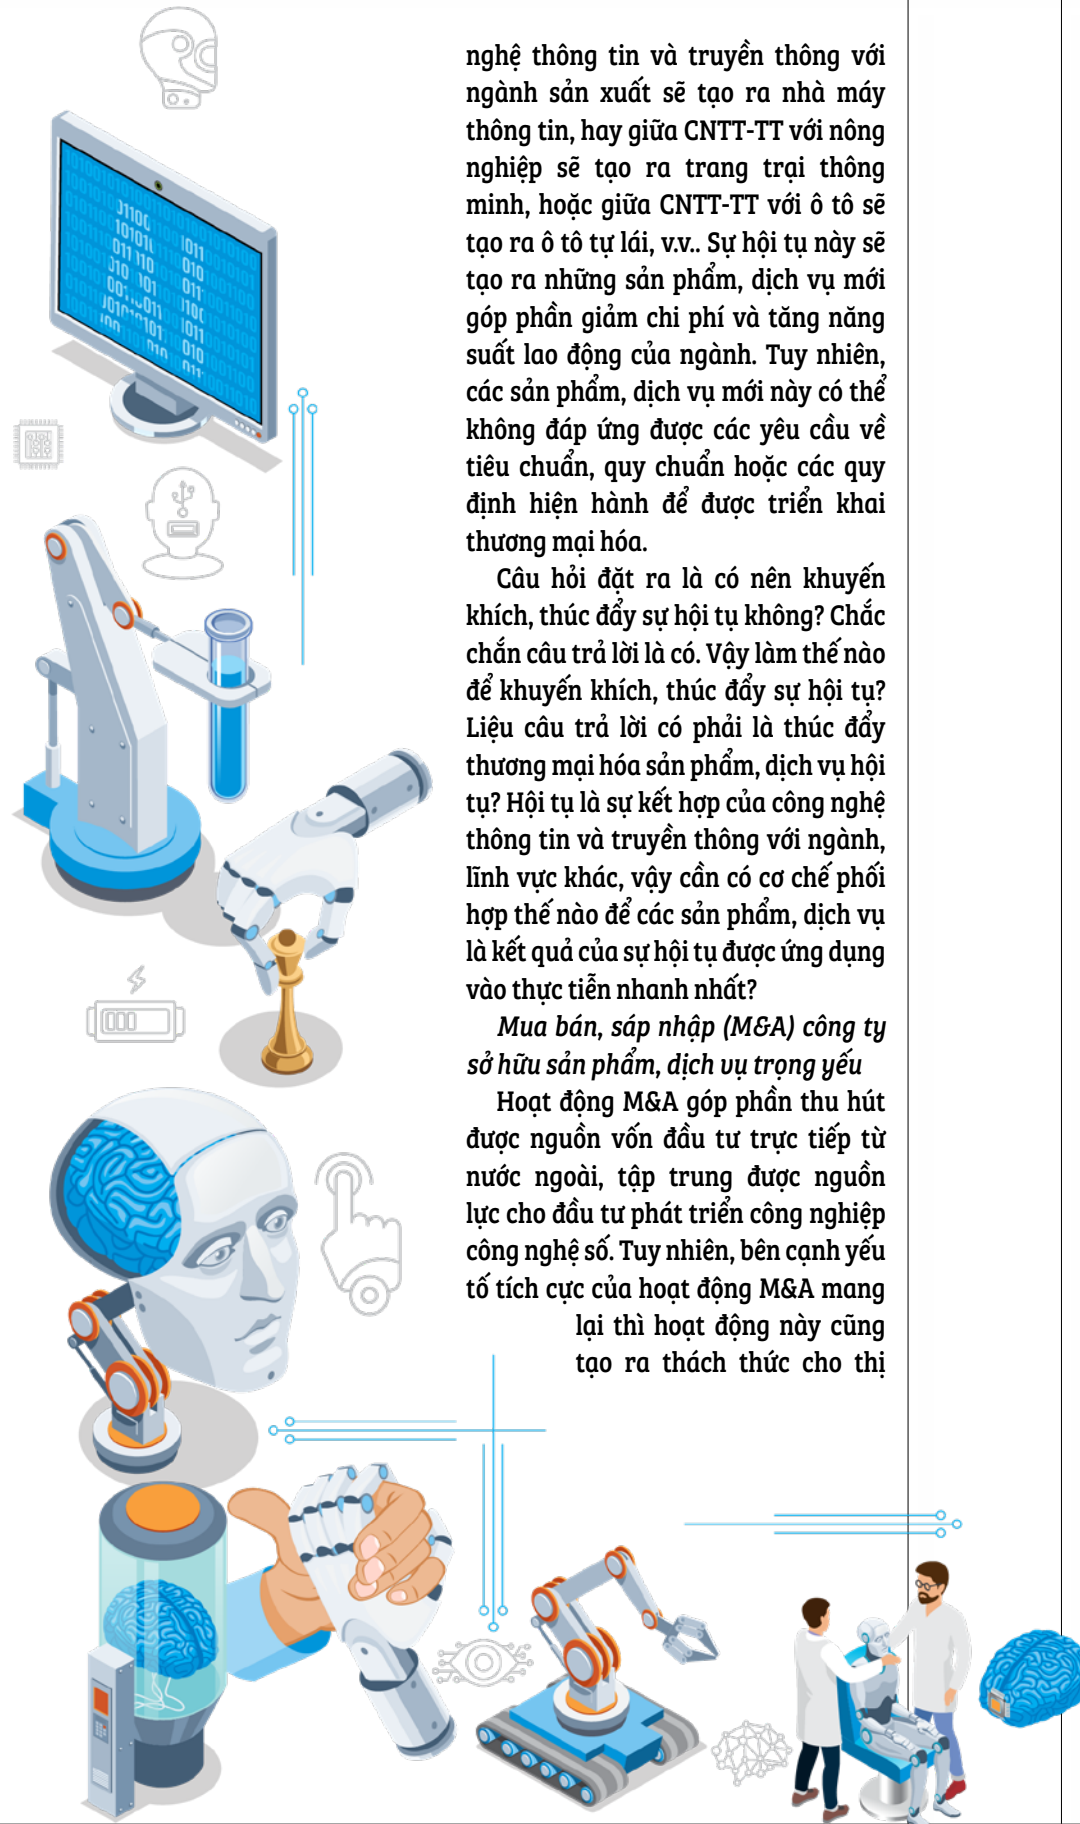 nghệ thông tin và truyền thông với
ngành sản xuất sẽ tạo ra nhà máy
thông tin, hay giữa CNTT-TT với nông
nghiệp sẽ tạo ra trang trại thông
minh, hoặc giữa CNTT-TT với ô tô sẽ
tạo ra ô tô tự lái, v.v.. Sự hội tụ này sẽ
tạo ra những sản phẩm, dịch vụ mới
góp phần giảm chi phí và tăng năng
suất lao động của ngành. Tuy nhiên,
các sản phẩm, dịch vụ mới này có thể
không đáp ứng được các yêu cầu về
tiêu chuẩn, quy chuẩn hoặc các quy
định hiện hành để được triển khai
thương mại hóa.
Câu hỏi đặt ra là có nên khuyến
khích, thúc đẩy sự hội tụ không? Chắc
chắn câu trả lời là có. Vậy làm thế nào
để khuyến khích, thúc đẩy sự hội tụ?
Liệu câu trả lời có phải là thúc đẩy
thương mại hóa sản phẩm, dịch vụ hội
tụ? Hội tụ là sự kết hợp của công nghệ
thông tin và truyền thông với ngành,
lĩnh vực khác, vậy cần có cơ chế phối
hợp thế nào để các sản phẩm, dịch vụ
là kết quả của sự hội tụ được ứng dụng
vào thực tiễn nhanh nhất?
Mua bán, sáp nhập (M&A) công ty
sở hữu sản phẩm, dịch vụ trọng yếu
Hoạt động M&A góp phần thu hút
được nguồn vốn đầu tư trực tiếp từ
nước ngoài, tập trung được nguồn
lực cho đầu tư phát triển công nghiệp
công nghệ số. Tuy nhiên, bên cạnh yếu
tố tích cực của hoạt động M&A mang
lại thì hoạt động này cũng
tạo ra thách thức cho thị